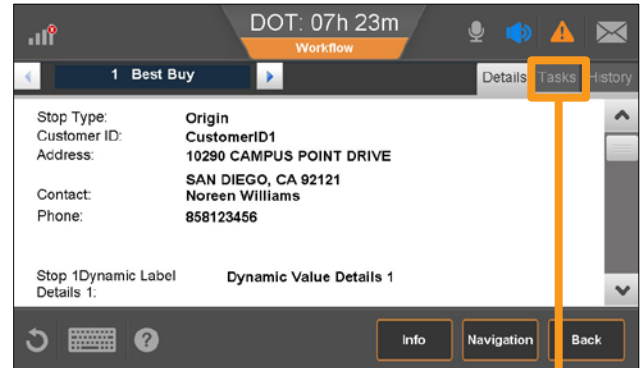 DOT: 07h 23m
Workflow
1 Best Buy
Details Tasks History
Stop Type: Origin
Customer ID: CustomerID1
Address: 10290 CAMPUS POINT DRIVE
SAN DIEGO, CA 92121
Contact: Noreen Williams
Phone: 858123456
Stop 1Dynamic Label Dynamic Value Details 1
Details 1:
? Info Navigation Back